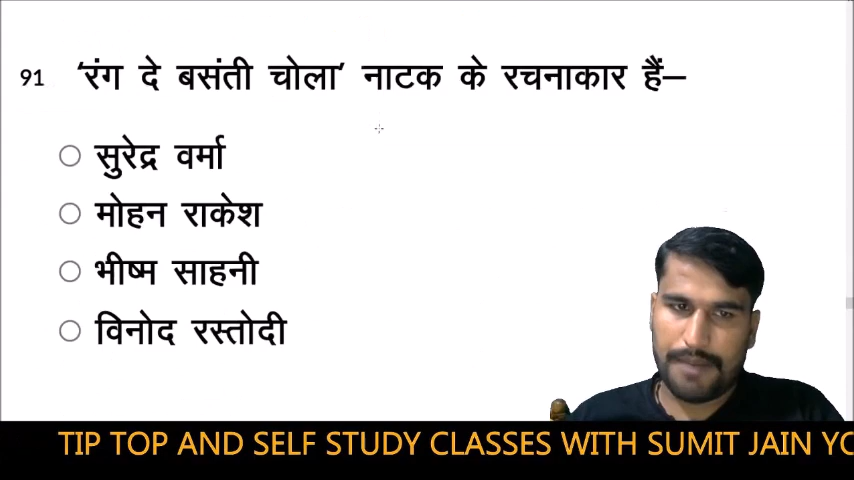 91 ‘रंग दे बसंती चोला’ नाटक के रचनाकार हैं–
सुरेद्र वर्मा
मोहन राकेश
भीष्म साहनी
विनोद रस्तोदी
TIP TOP AND SELF STUDY CLASSES WITH SUMIT JAIN YO